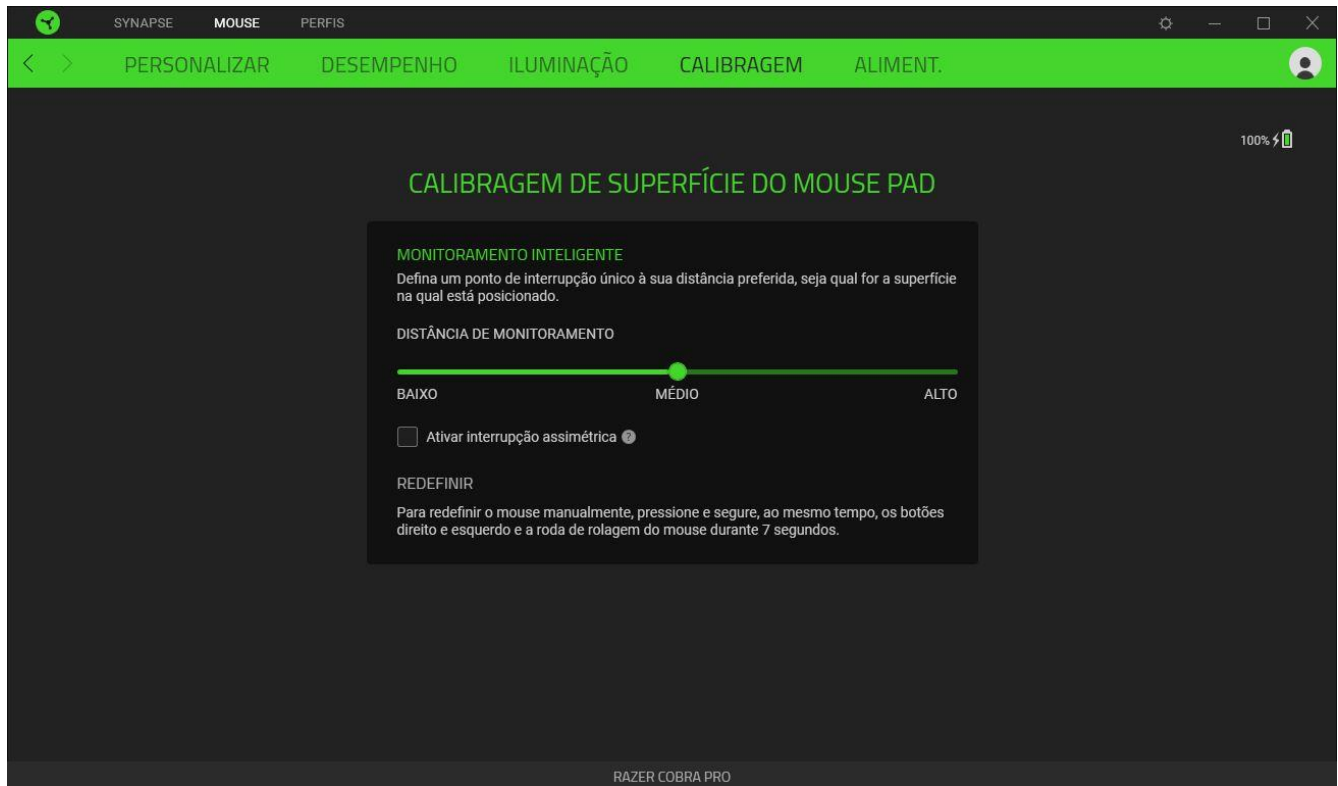 SYNAPSE MOUSE PERFIS
PERSONALIZAR DESEMPENHO ILUMINAÇÃO CALIBRAGEM ALIMENT.
100%
CALIBRAGEM DE SUPERFÍCIE DO MOUSE PAD
MONITORAMENTO INTELIGENTE
Defina um ponto de interrupção único à sua distância preferida, seja qual for a superfície
na qual está posicionado.
DISTÂNCIA DE MONITORAMENTO
BAIXO MÉDIO ALTO
Ativar interrupção assimétrica ?
REDEFINIR
Para redefinir o mouse manualmente, pressione e segure, ao mesmo tempo, os botões
direito e esquerdo e a roda de rolagem do mouse durante 7 segundos.
RAZER COBRA PRO